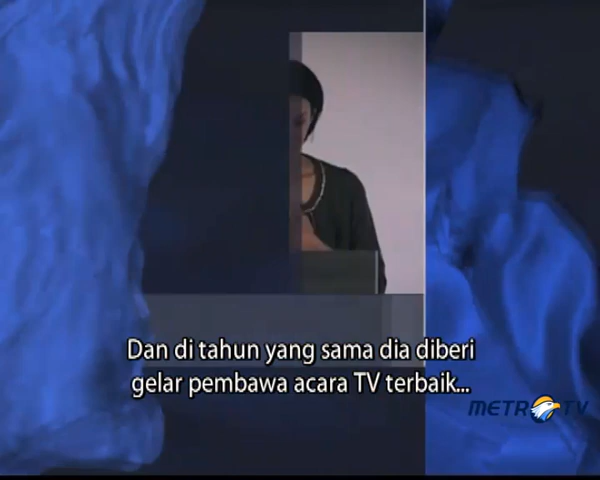 Dan di tahun yang sama dia diberi
gelar pembawa acara TV terbaik...
METRO TV